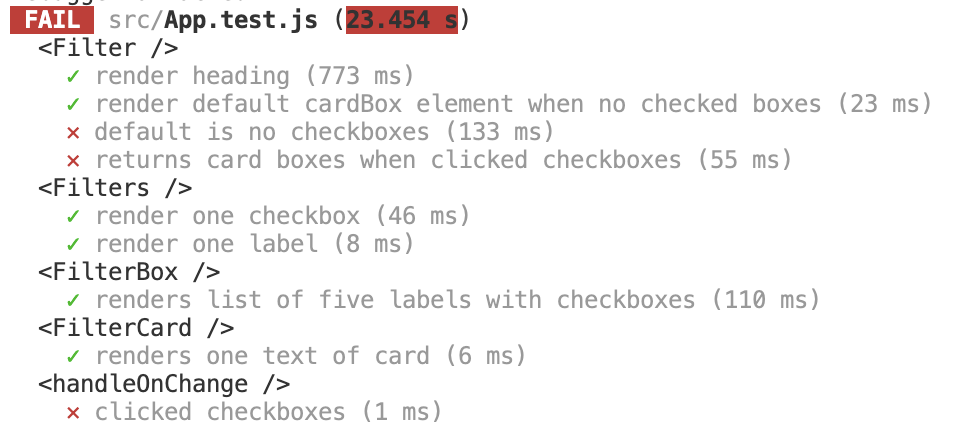 FAIL src/App.test.js (23.454 s)
<Filter />
✓ render heading (773 ms)
✓ render default cardBox element when no checked boxes (23 ms)
✕ default is no checkboxes (133 ms)
✕ returns card boxes when clicked checkboxes (55 ms)
<Filters />
✓ render one checkbox (46 ms)
✓ render one label (8 ms)
<FilterBox />
✓ renders list of five labels with checkboxes (110 ms)
<FilterCard />
✓ renders one text of card (6 ms)
<handleOnChange />
✕ clicked checkboxes (1 ms)